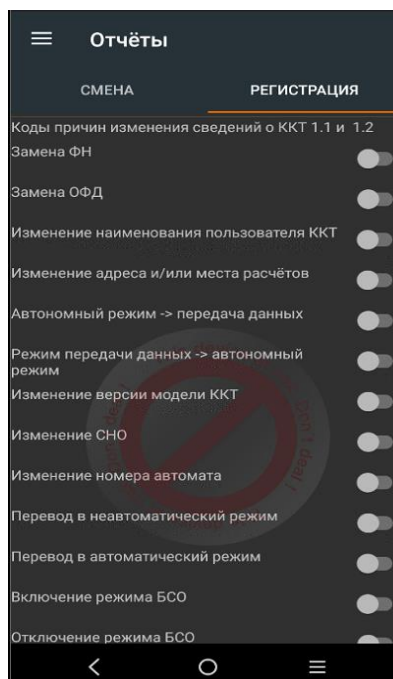 Отчёты
СМЕНА
РЕГИСТРАЦИЯ
Коды причин изменения сведений о ККТ 1.1 и 1.2
Замена ФН
Замена ОФД
Изменение наименования пользователя ККТ
Изменение адреса и/или места расчётов
Автономный режим -> передача данных
Режим передачи данных -> автономный
режим
Изменение версии модели ККТ
Изменение СНО
Изменение номера автомата
Перевод в неавтоматический режим
Перевод в автоматический режим
Включение режима БСО
Отключение режима БСО